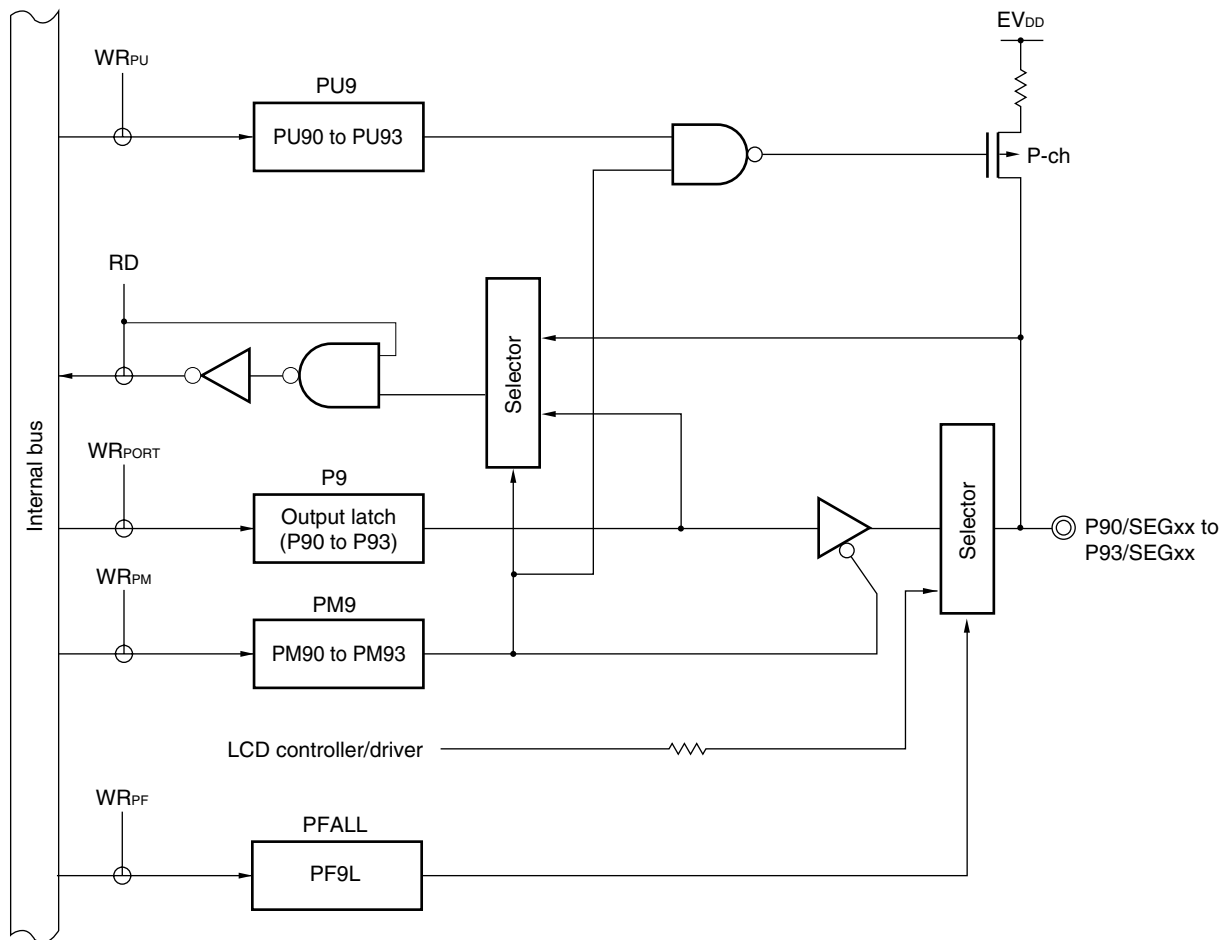 EVDD
WRPU
PU9
PU90 to PU93
P-ch
RD
Selector
Internal bus
WRPORT
P9
Output latch
(P90 to P93)
Selector
P90/SEGxx to
P93/SEGxx
WRPM
PM9
PM90 to PM93
LCD controller/driver
WRPF
PFALL
PF9L